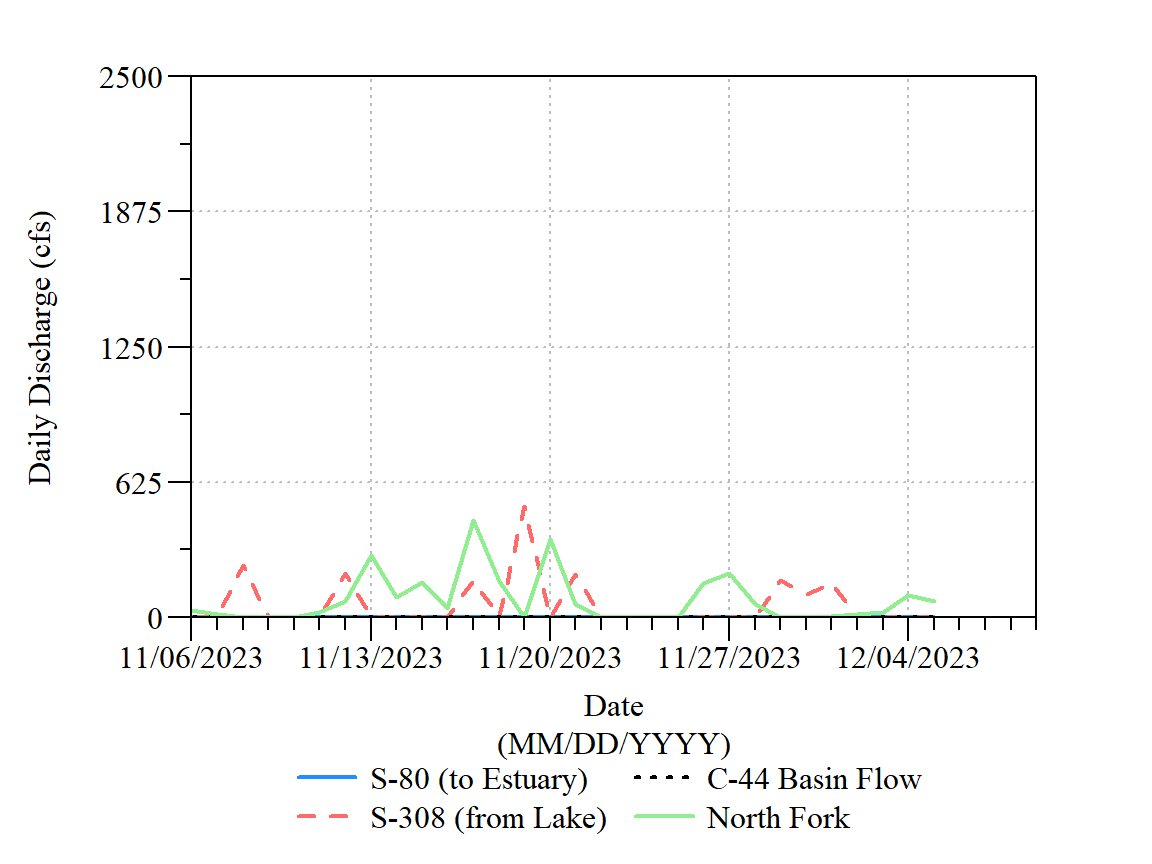 2500
1875
1250
625
0
Daily Discharge (cfs)
11/06/2023 11/13/2023 11/20/2023 11/27/2023 12/04/2023
Date
(MM/DD/YYYY)
S-80 (to Estuary) C-44 Basin Flow
S-308 (from Lake) North Fork